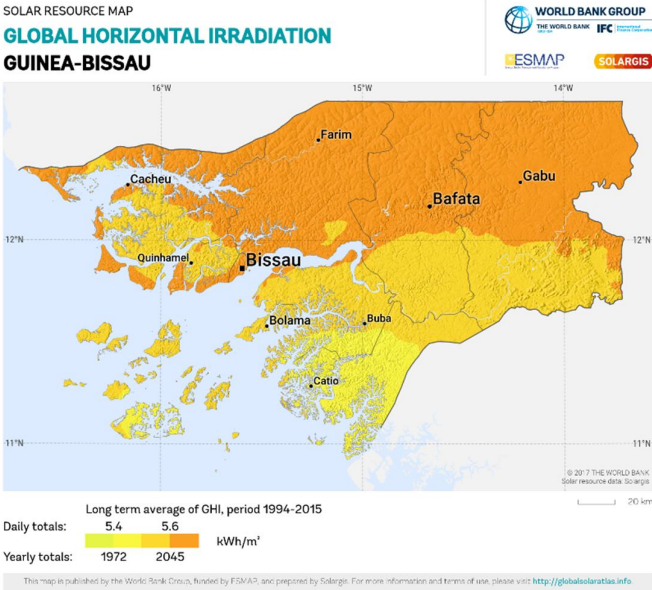 SOLAR RESOURCE MAP
GLOBAL HORIZONTAL IRRADIATION
GUINEA-BISSAU
WORLD BANK GROUP
THE WORLD BANK
IFC International Finance Corporation
ESMAP
SOLARGIS
16°W
15°W
14°W
Farim
Cacheu
Gabu
Bafata
12°N
12°N
Quinhamel
Bissau
Bolama
Buba
Catio
11°N
11°N
© 2017 THE WORLD BANK
Solar resource data: Solargis
20 km
Long term average of GHI, period 1994-2015
Daily totals: 5.4 5.6
kWh/m²
Yearly totals: 1972 2045
This map is published by the World Bank Group, funded by ESMAP, and prepared by Solargis. For more information and terms of use, please visit http://globalsolaratlas.info.